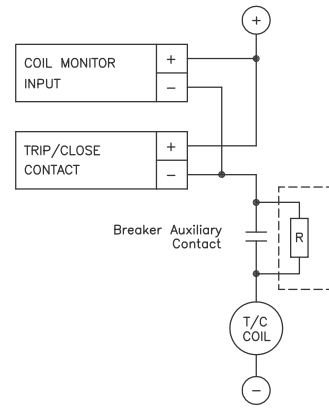 +
COIL MONITOR
INPUT
+
−
TRIP/CLOSE
CONTACT
+
−
Breaker Auxiliary
Contact
R
T/C
COIL
−